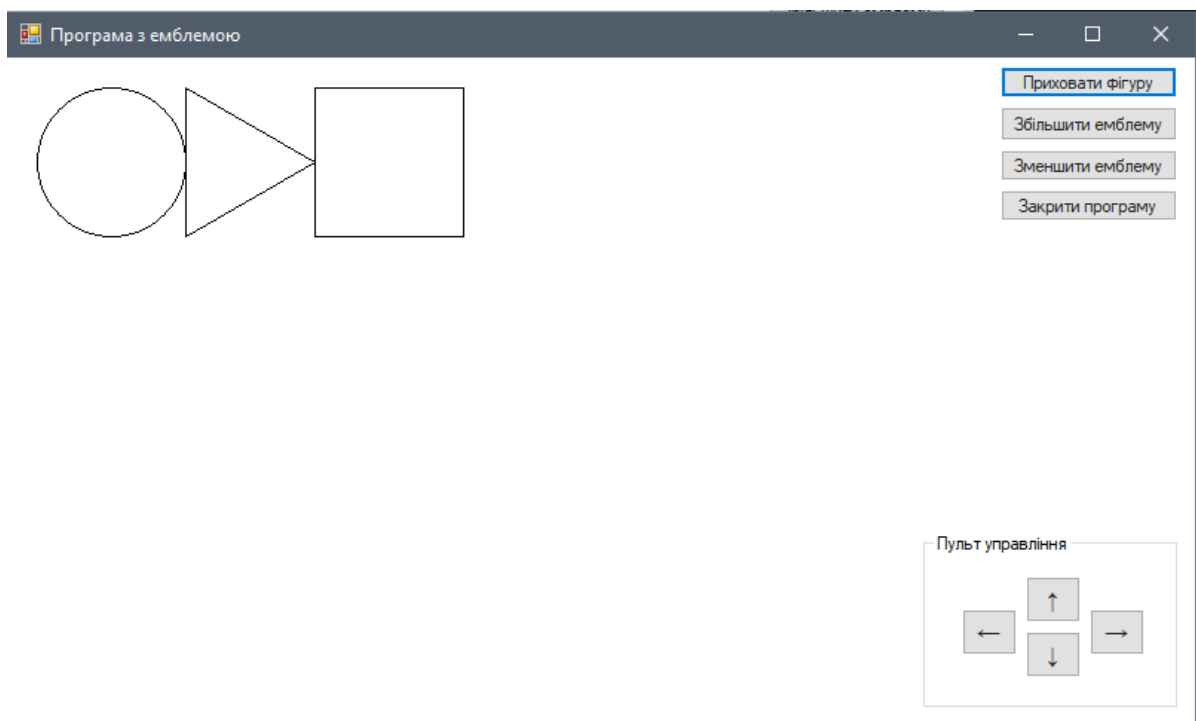 Програма з емблемою
Приховати фігуру
Збільшити емблему
Зменшити емблему
Закрити програму
Пульт управління
↑
← →
↓